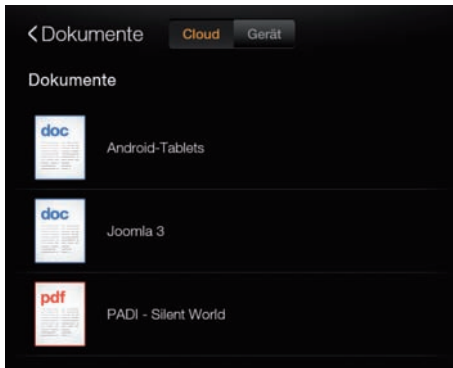 Dokumente Cloud Gerät
Dokumente
doc
Android-Tablets
doc
Joomla 3
pdf
PADI - Silent World